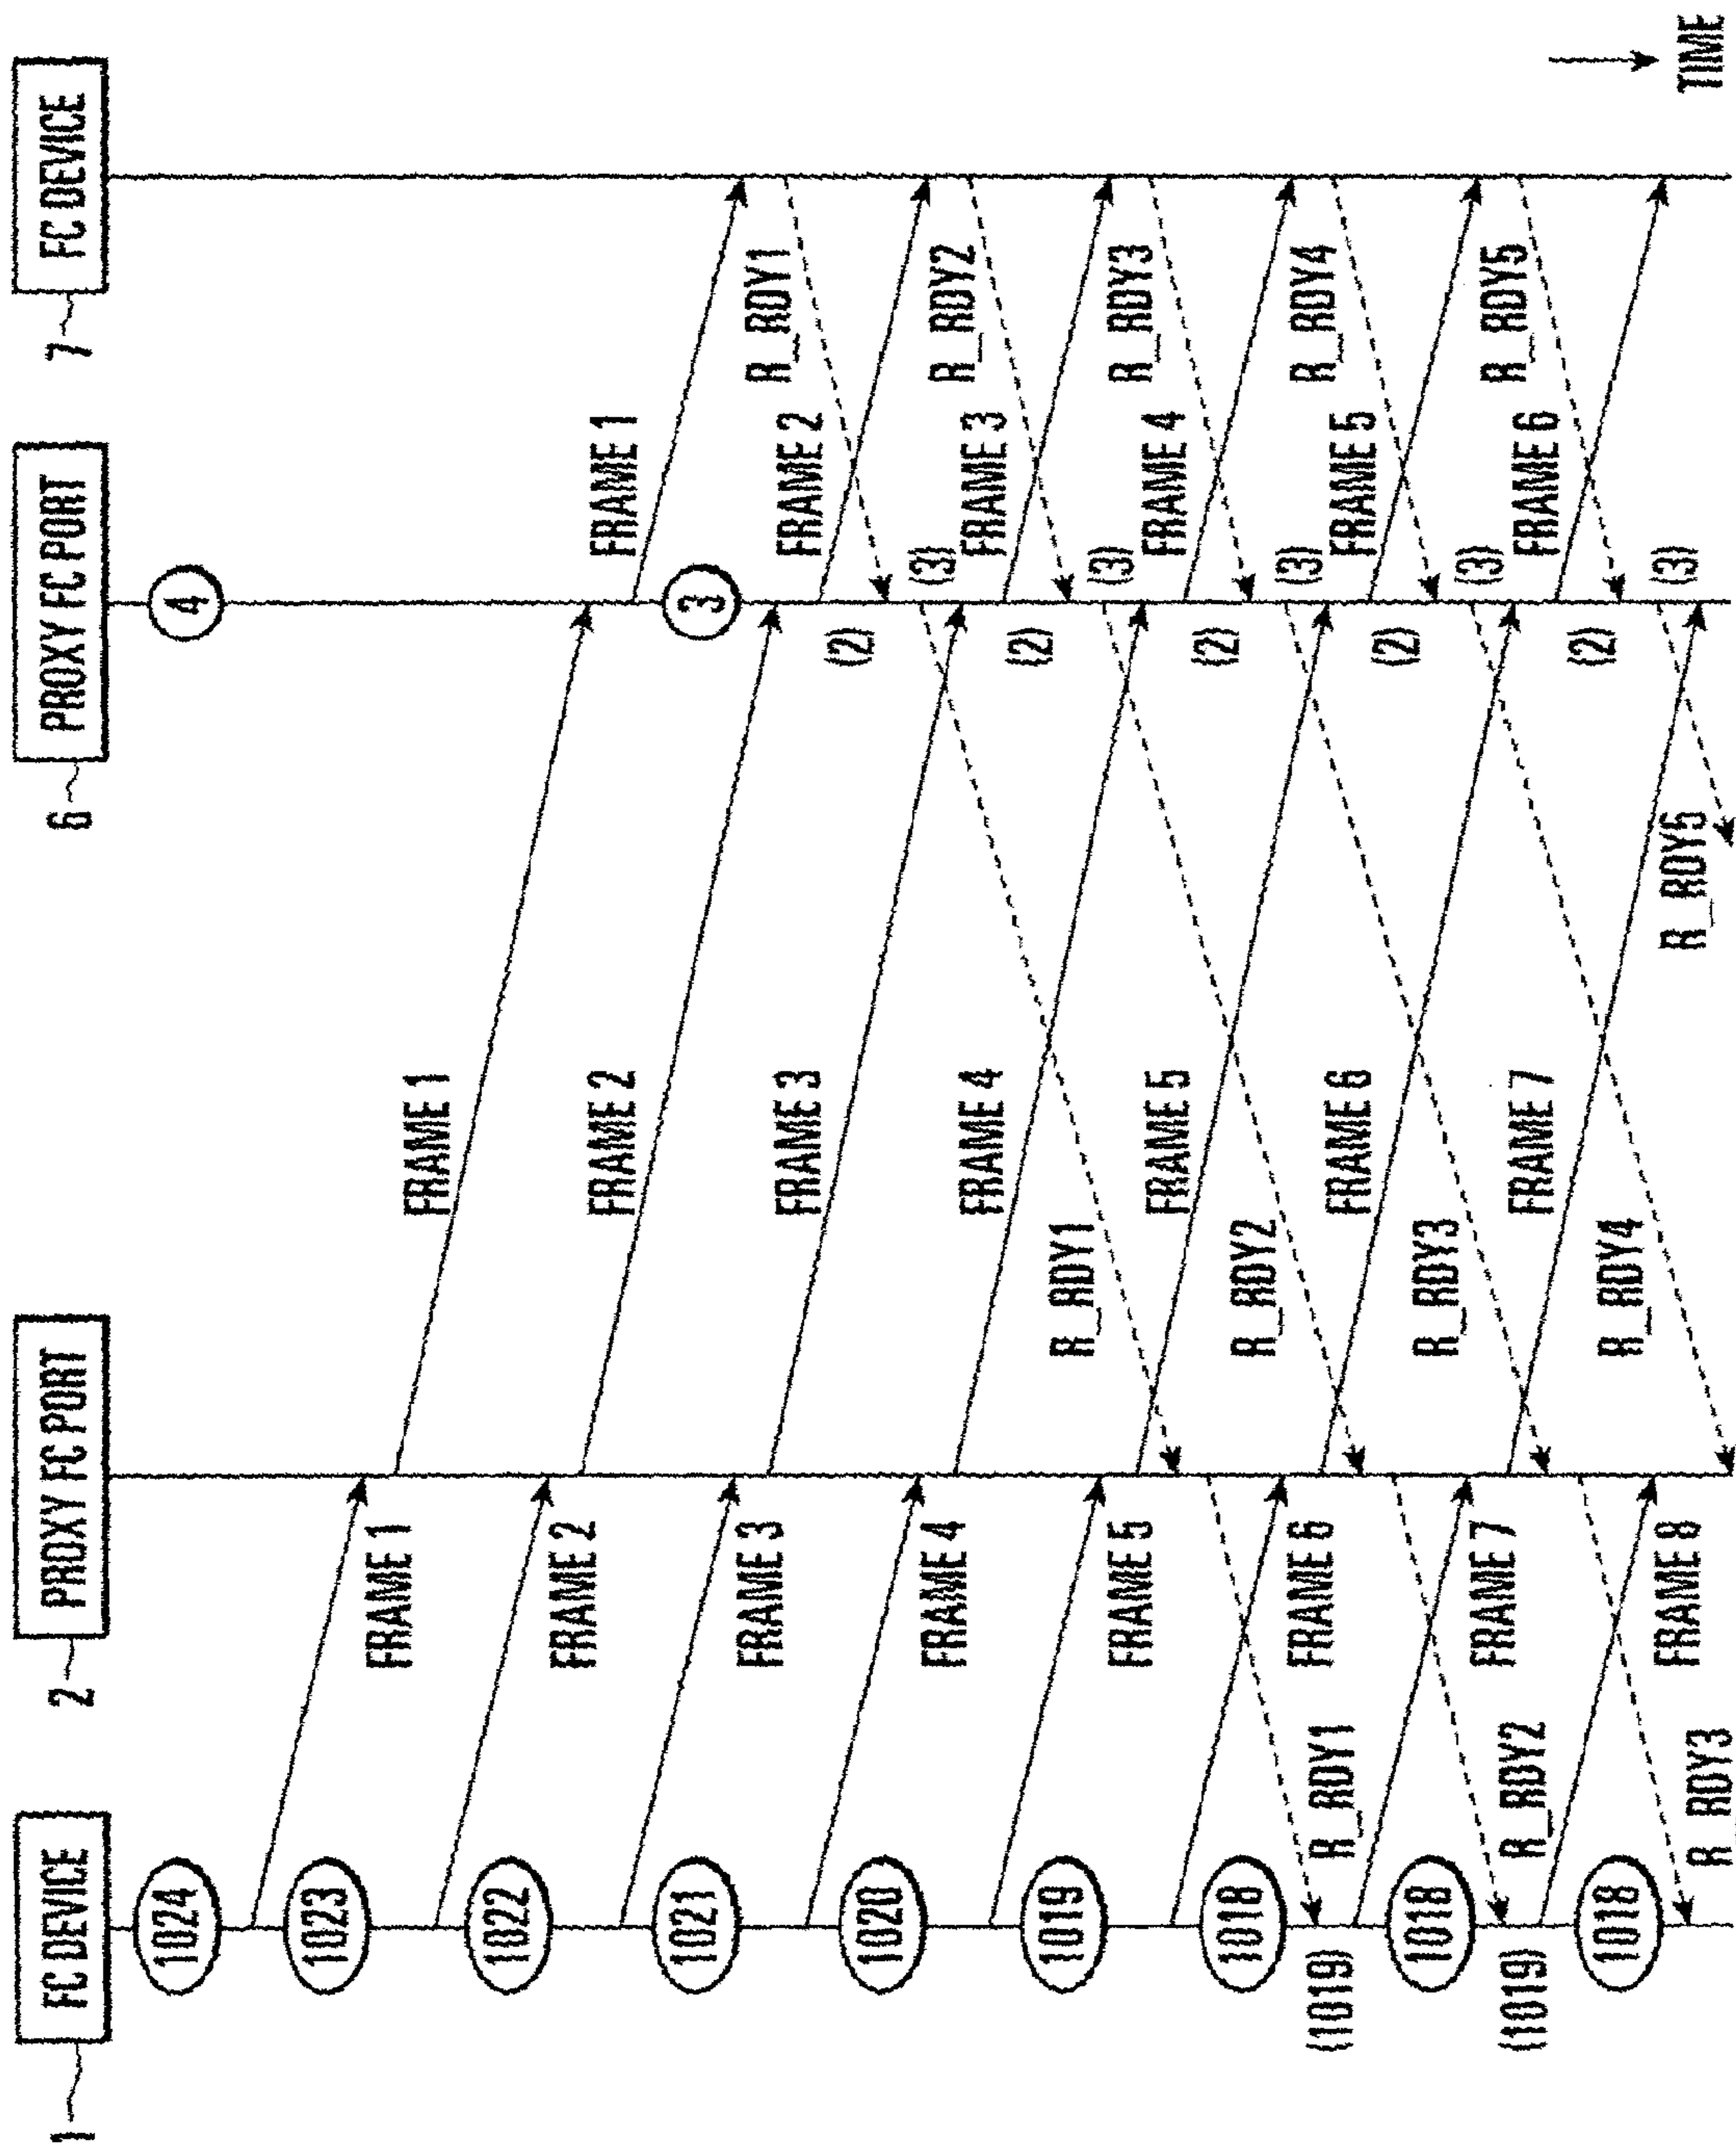 1
FC DEVICE
2
PROXY FC PORT
6
PROXY FC PORT
7
FC DEVICE
1024
1023
1022
1021
1020
1019
1018
(1019)
1018
(1019)
1018
FRAME 1
FRAME 2
FRAME 3
FRAME 4
FRAME 5
FRAME 6
FRAME 7
FRAME 8
R_RDY1
R_RDY2
R_RDY3
FRAME 1
FRAME 2
FRAME 3
FRAME 4
FRAME 5
FRAME 6
FRAME 7
R_RDY1
R_RDY2
R_RDY3
R_RDY4
R_RDY5
4
3
(2)
(3)
(2)
(3)
(2)
(3)
(2)
(3)
(2)
(3)
FRAME 1
FRAME 2
FRAME 3
FRAME 4
FRAME 5
FRAME 6
R_RDY1
R_RDY2
R_RDY3
R_RDY4
R_RDY5
TIME